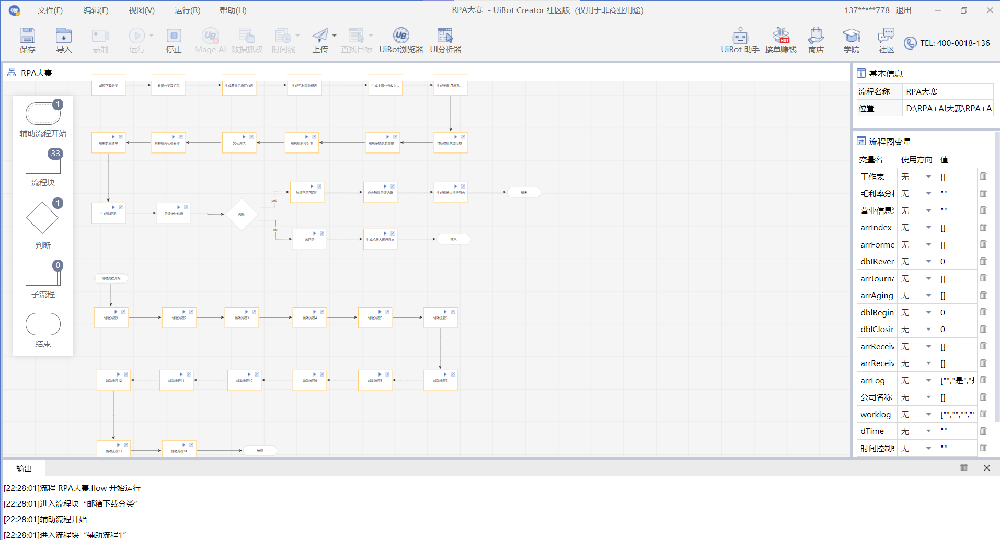 文件(F) 编辑(E) 视图(V) 运行(R) 帮助(H) RPA大赛 - UiBot Creator 社区版 (仅用于非商业用途) 137*****778 退出
保存 导入 录制 运行 停止 Mage AI 数据抓取 时间线 上传 查找目标 UiBot浏览器 UI分析器 UiBot 助手 接单赚钱 商店 学院 社区 TEL: 400-0018-136
HOT
RPA大赛
邮箱下载分类 数据分类及汇总 生成营业信息汇总表 生成毛利率分析表 生成主营业务收入... 生成年度,月度及...
编制发函清单 编制被询证者名称... 凭证测试 编制账龄分析表 编制余额及发生额... 对应收账款进行数...
验证回函可靠性 应收账款函证记录 生成机器人运行日志 结束
yes
生成询证函 函证统计信息 判断
no
未回函 生成机器人运行日志 结束
辅助流程开始
辅助流程1 辅助流程2 辅助流程3 辅助流程4 辅助流程5 辅助流程6
辅助流程12 辅助流程11 辅助流程10 辅助流程9 辅助流程8 辅助流程7
辅助流程13 辅助流程14 结束
1
辅助流程开始
33
流程块
1
判断
0
子流程
结束
基本信息
流程名称 RPA大赛
位置 D:\RPA+AI大赛\RPA+AI
流程图变量
变量名 使用方向 值
工作表 无 []
毛利率分析 无 ""
营业信息 无 ""
arrIndex 无 []
arrForme 无 []
dbIRever 无 0
arrJourna 无 []
arrAging 无 []
dblBegin 无 0
dblClosin 无 0
arrReceiv 无 []
arrReceiv 无 []
arrLog 无 ["","是",
公司名称 无 []
worklog 无 ["","","",
dTime 无 ""
时间控制 无 ""
输出
[22:28:01]流程 RPA大赛.flow 开始运行
[22:28:01]进入流程块“邮箱下载分类”
[22:28:01]辅助流程开始
[22:28:01]进入流程块“辅助流程1”